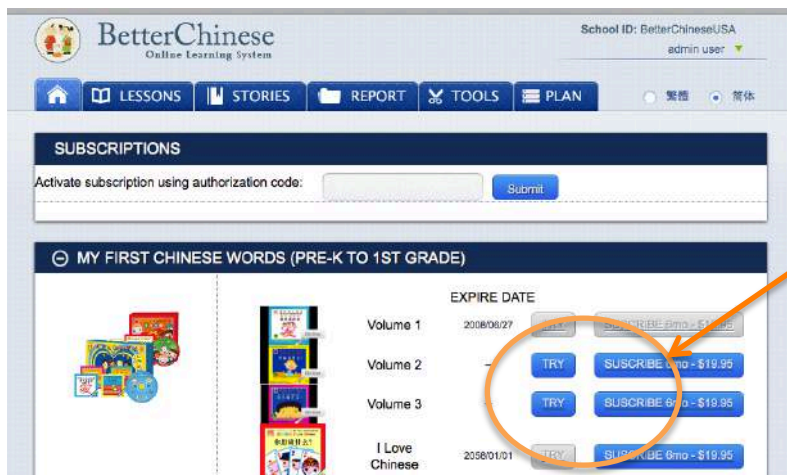 BetterChinese
Online Learning System
School ID: BetterChineseUSA
admin user
LESSONS
STORIES
REPORT
TOOLS
PLAN
繁體
简体
SUBSCRIPTIONS
Activate subscription using authorization code:
Submit
MY FIRST CHINESE WORDS (PRE-K TO 1ST GRADE)
EXPIRE DATE
Volume 1 2008/06/27 TRY SUSCRIBE 6mo - $19.95
Volume 2 – TRY SUSCRIBE 6mo - $19.95
Volume 3 – TRY SUSCRIBE 6mo - $19.95
I Love
Chinese 2058/01/01 TRY SUSCRIBE 6mo - $19.95